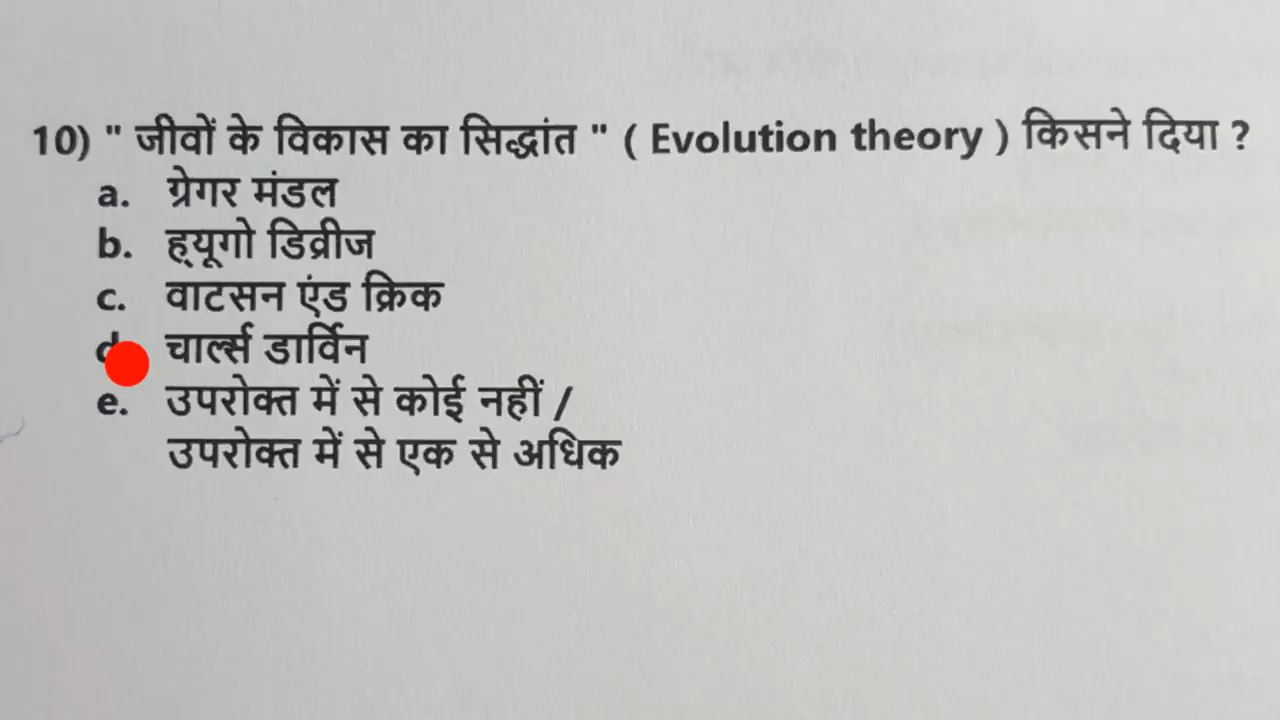 10) " जीवों के विकास का सिद्धांत " ( Evolution theory ) किसने दिया ?
a. ग्रेगर मंडल
b. ह्यूगो डिव्रीज
c. वाटसन एंड क्रिक
d. चार्ल्स डार्विन
e. उपरोक्त में से कोई नहीं /
उपरोक्त में से एक से अधिक